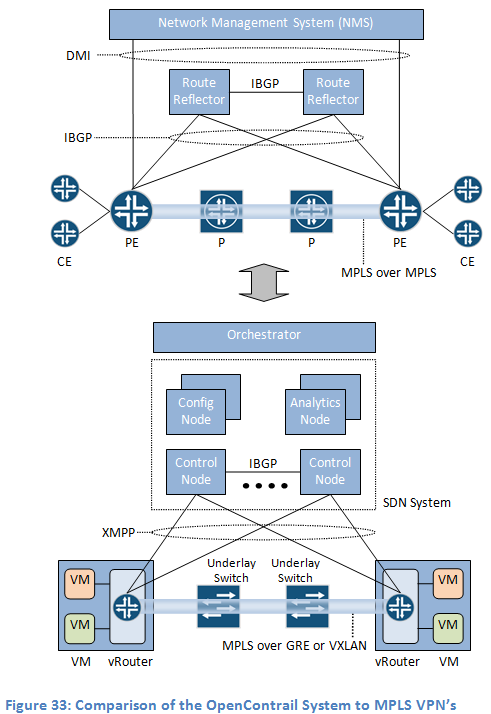 Network Management System (NMS)
DMI
Route
Reflector
IBGP
Route
Reflector
IBGP
CE
PE
P
P
PE
CE
MPLS over MPLS
Orchestrator
Config
Node
Analytics
Node
Control
Node
IBGP
Control
Node
SDN System
XMPP
Underlay
Switch
Underlay
Switch
VM
VM
VM
VM
MPLS over GRE or VXLAN
VM
vRouter
vRouter
VM
Figure 33: Comparison of the OpenContrail System to MPLS VPN’s